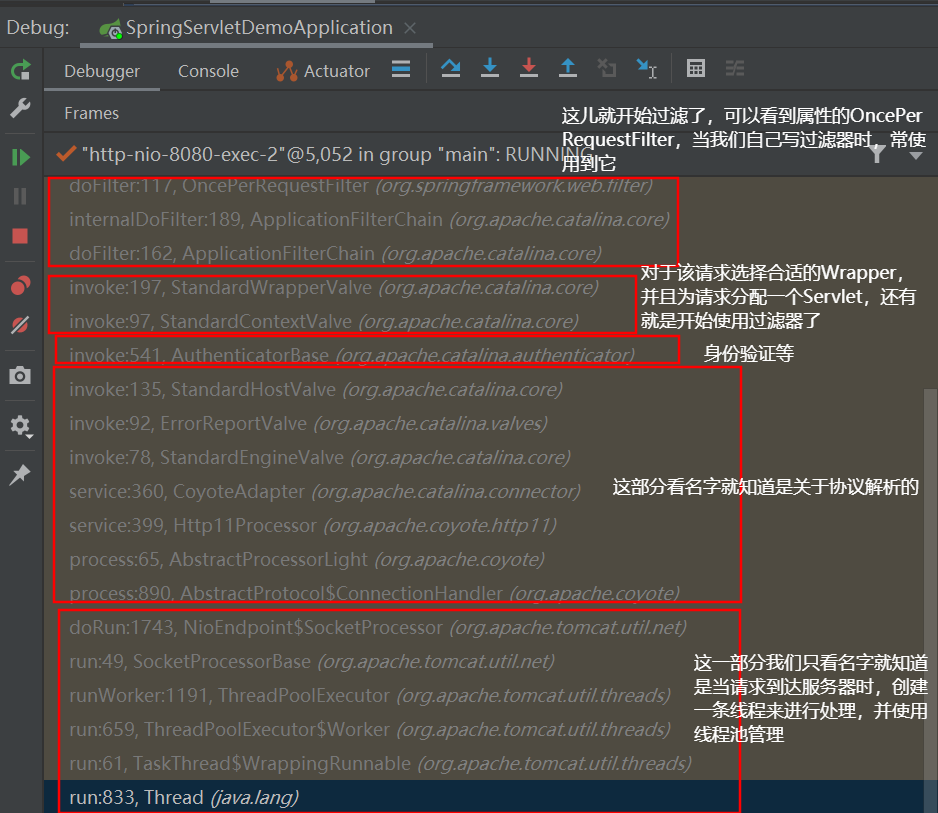 Debug: SpringServletDemoApplication
Debugger Console Actuator
Frames
这儿就开始过滤了，可以看到属性的OncePer
RequestFilter，当我们自己写过滤器时，常使
用到它
"http-nio-8080-exec-2"@5,052 in group "main": RUNNING
doFilter:117, OncePerRequestFilter (org.springframework.web.filter)
internalDoFilter:189, ApplicationFilterChain (org.apache.catalina.core)
doFilter:162, ApplicationFilterChain (org.apache.catalina.core)
对于该请求选择合适的Wrapper，
并且为请求分配一个Servlet，还有
就是开始使用过滤器了
invoke:197, StandardWrapperValve (org.apache.catalina.core)
invoke:97, StandardContextValve (org.apache.catalina.core)
invoke:541, AuthenticatorBase (org.apache.catalina.authenticator)
身份验证等
invoke:135, StandardHostValve (org.apache.catalina.core)
invoke:92, ErrorReportValve (org.apache.catalina.valves)
invoke:78, StandardEngineValve (org.apache.catalina.core)
service:360, CoyoteAdapter (org.apache.catalina.connector)
这部分看名字就知道是关于协议解析的
service:399, Http11Processor (org.apache.coyote.http11)
process:65, AbstractProcessorLight (org.apache.coyote)
process:890, AbstractProtocol$ConnectionHandler (org.apache.coyote)
doRun:1743, NioEndpoint$SocketProcessor (org.apache.tomcat.util.net)
run:49, SocketProcessorBase (org.apache.tomcat.util.net)
runWorker:1191, ThreadPoolExecutor (org.apache.tomcat.util.threads)
run:659, ThreadPoolExecutor$Worker (org.apache.tomcat.util.threads)
run:61, TaskThread$WrappingRunnable (org.apache.tomcat.util.threads)
run:833, Thread (java.lang)
这一部分我们只看名字就知道
是当请求到达服务器时，创建
一条线程来进行处理，并使用
线程池管理